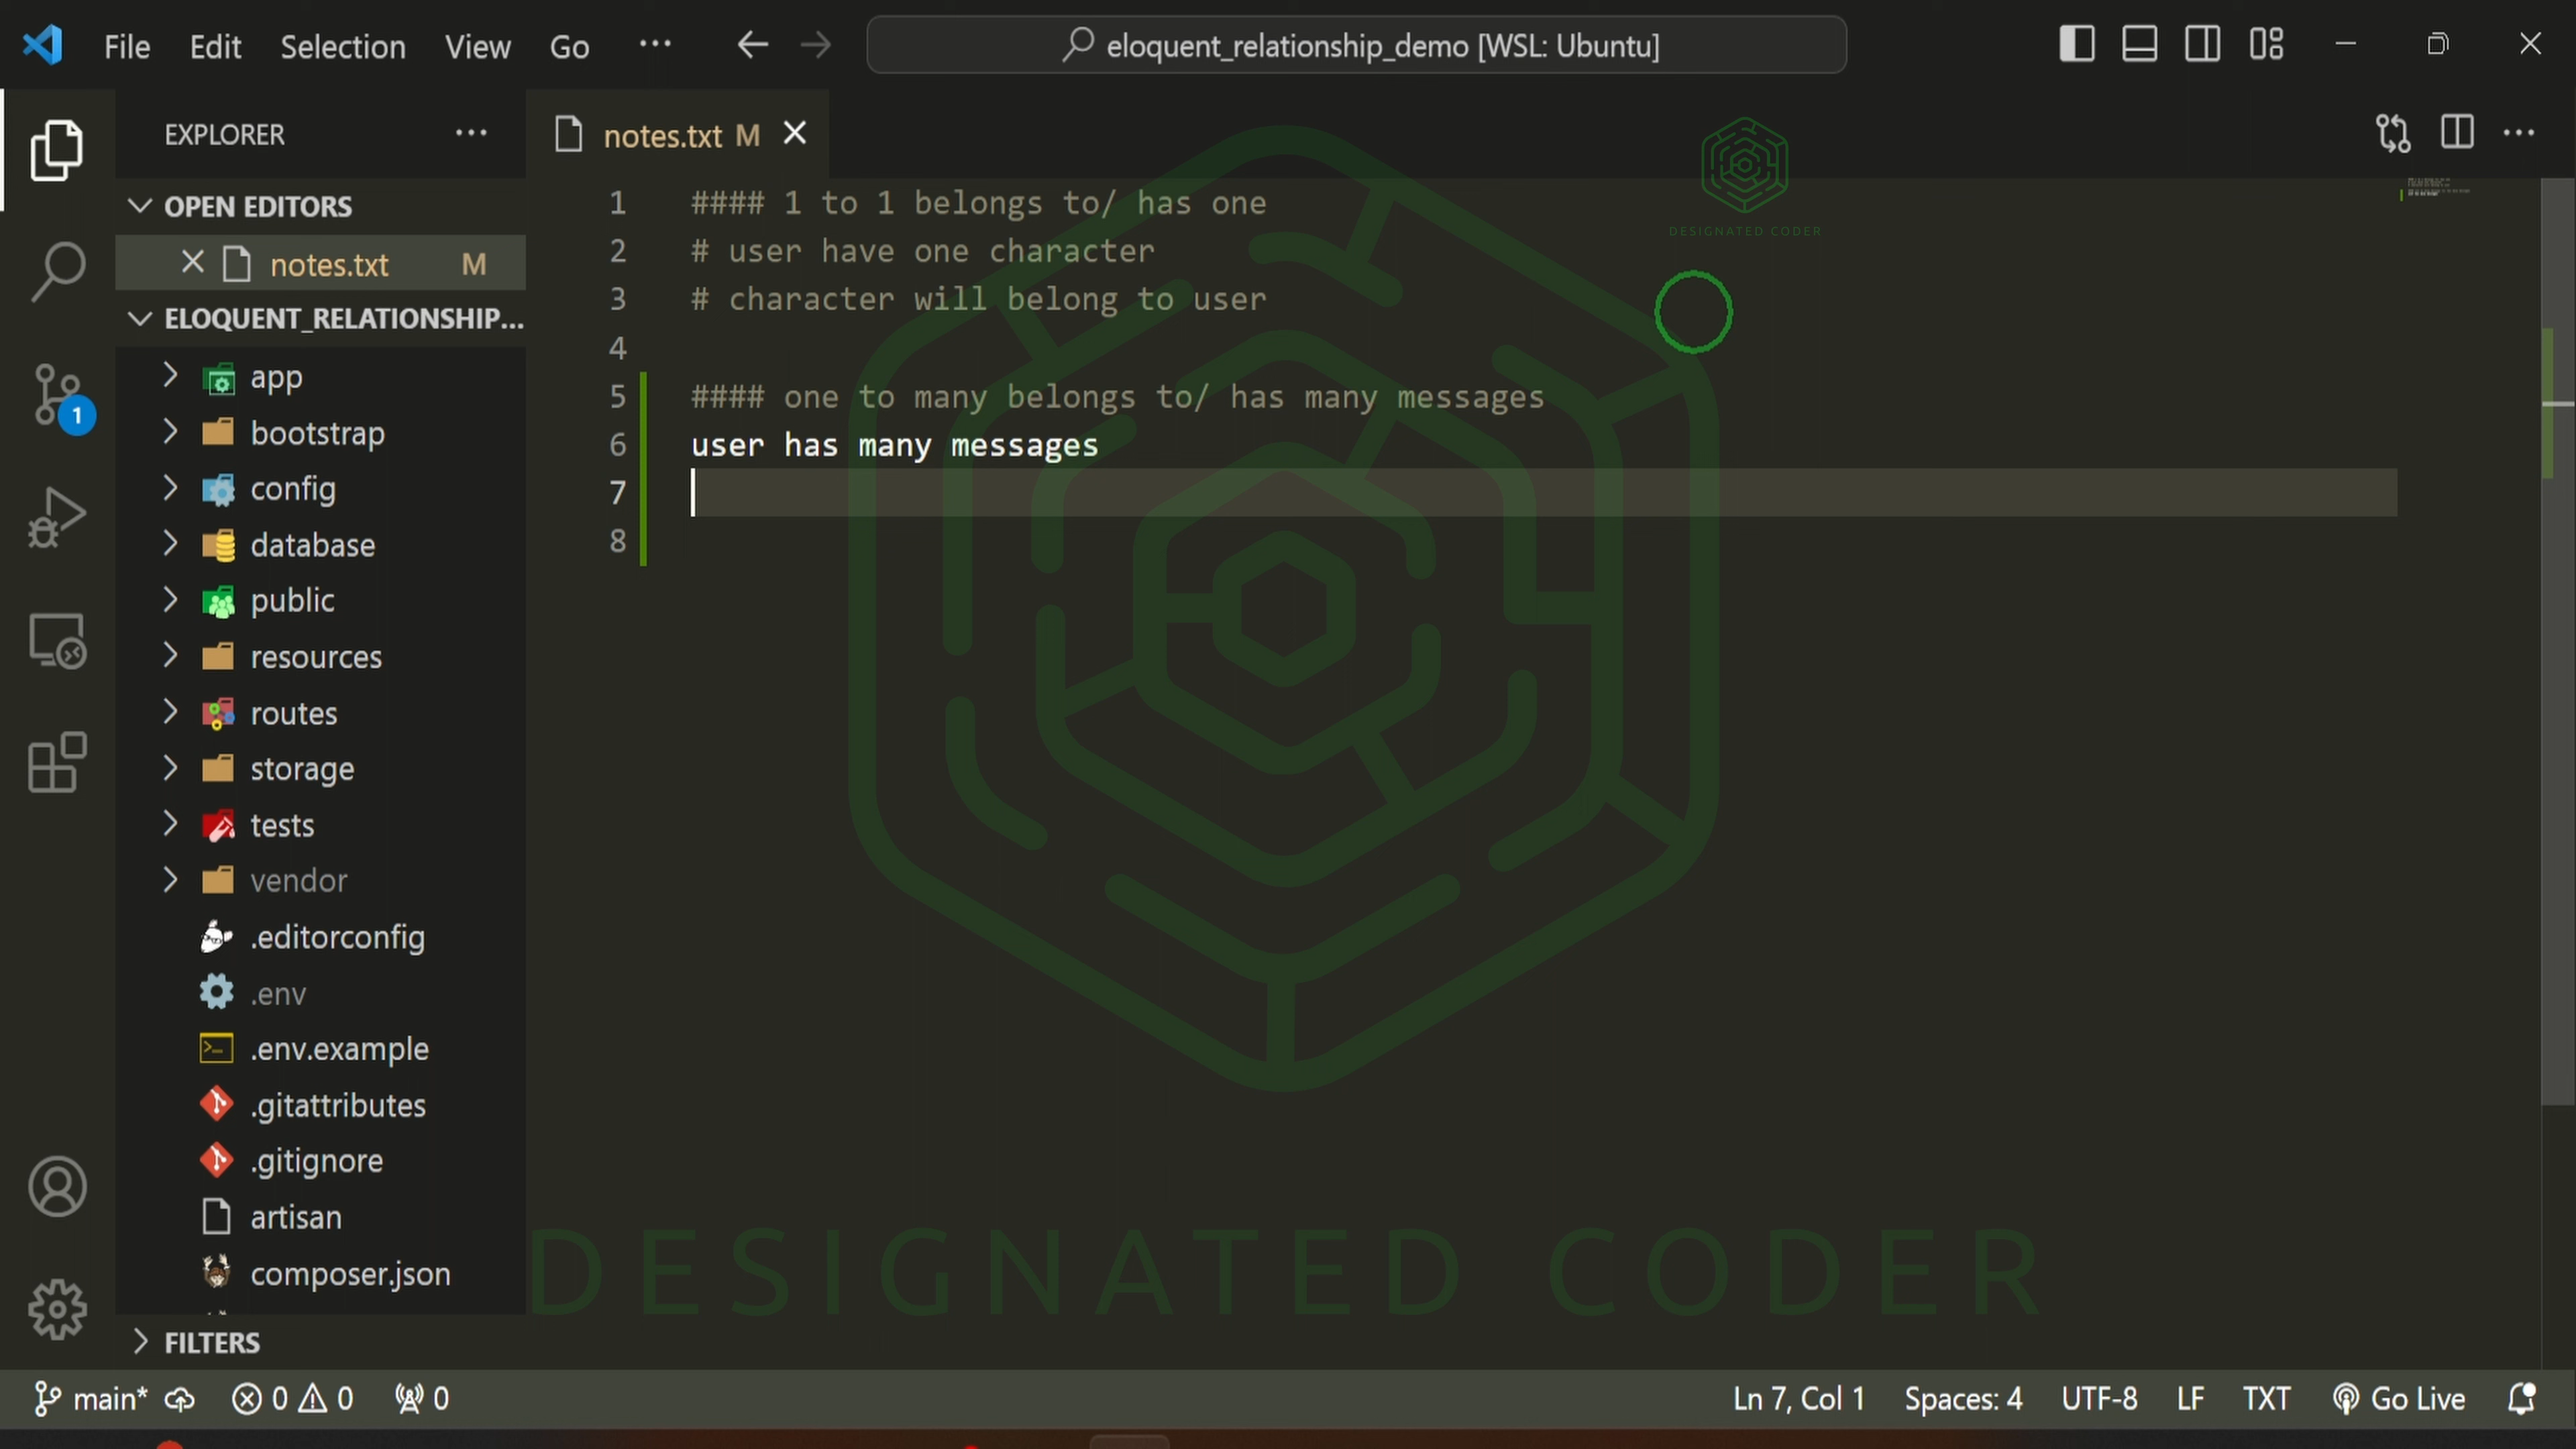 File Edit Selection View Go ... eloquent_relationship_demo [WSL: Ubuntu]
EXPLORER ...
notes.txt M
OPEN EDITORS
notes.txt M
ELOQUENT_RELATIONSHIP...
app
bootstrap
config
database
public
resources
routes
storage
tests
vendor
.editorconfig
.env
.env.example
.gitattributes
.gitignore
artisan
composer.json
FILTERS
1 #### 1 to 1 belongs to/ has one
2 # user have one character
3 # character will belong to user
4
5 #### one to many belongs to/ has many messages
6 user has many messages
7
8
DESIGNATED CODER
DESIGNATED CODER
1
main* 0 0 0 Ln 7, Col 1 Spaces: 4 UTF-8 LF TXT Go Live